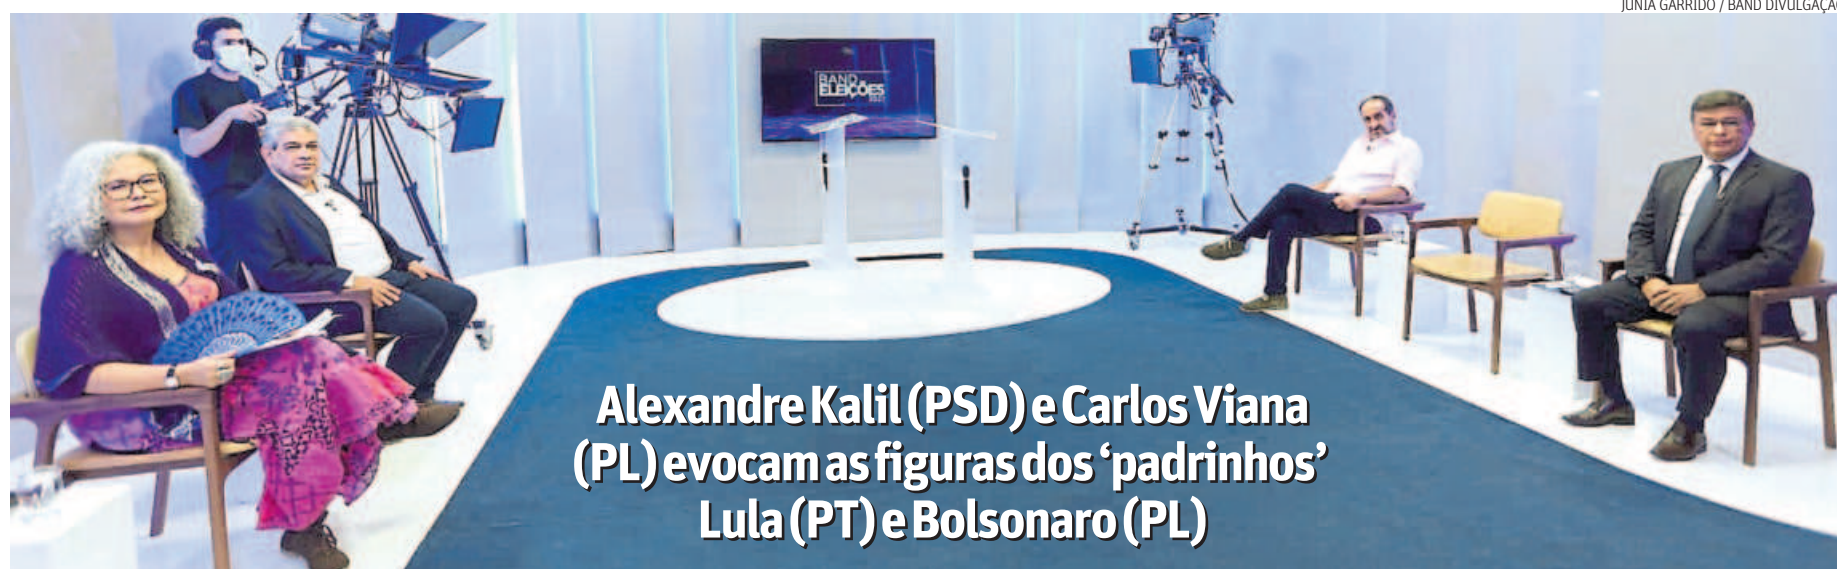 JUNIA GARRIDO / BAND DIVULGAÇÃO
BAND
ELEIÇÕES
Alexandre Kalil (PSD) e Carlos Viana
(PL) evocam as figuras dos ‘padrinhos’
Lula (PT) e Bolsonaro (PL)